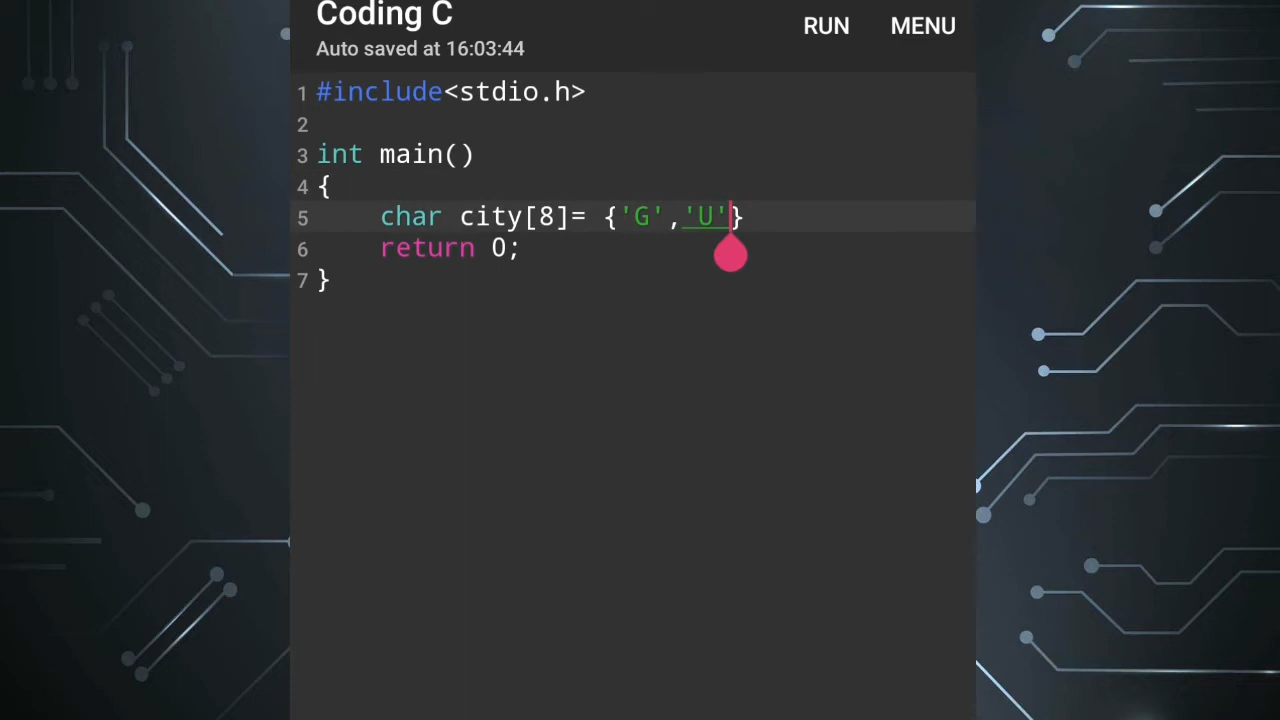 Coding C
RUN MENU
Auto saved at 16:03:44
1 #include<stdio.h>
2
3 int main()
4 {
5 char city[8]= {'G','U'}
6 return 0;
7 }